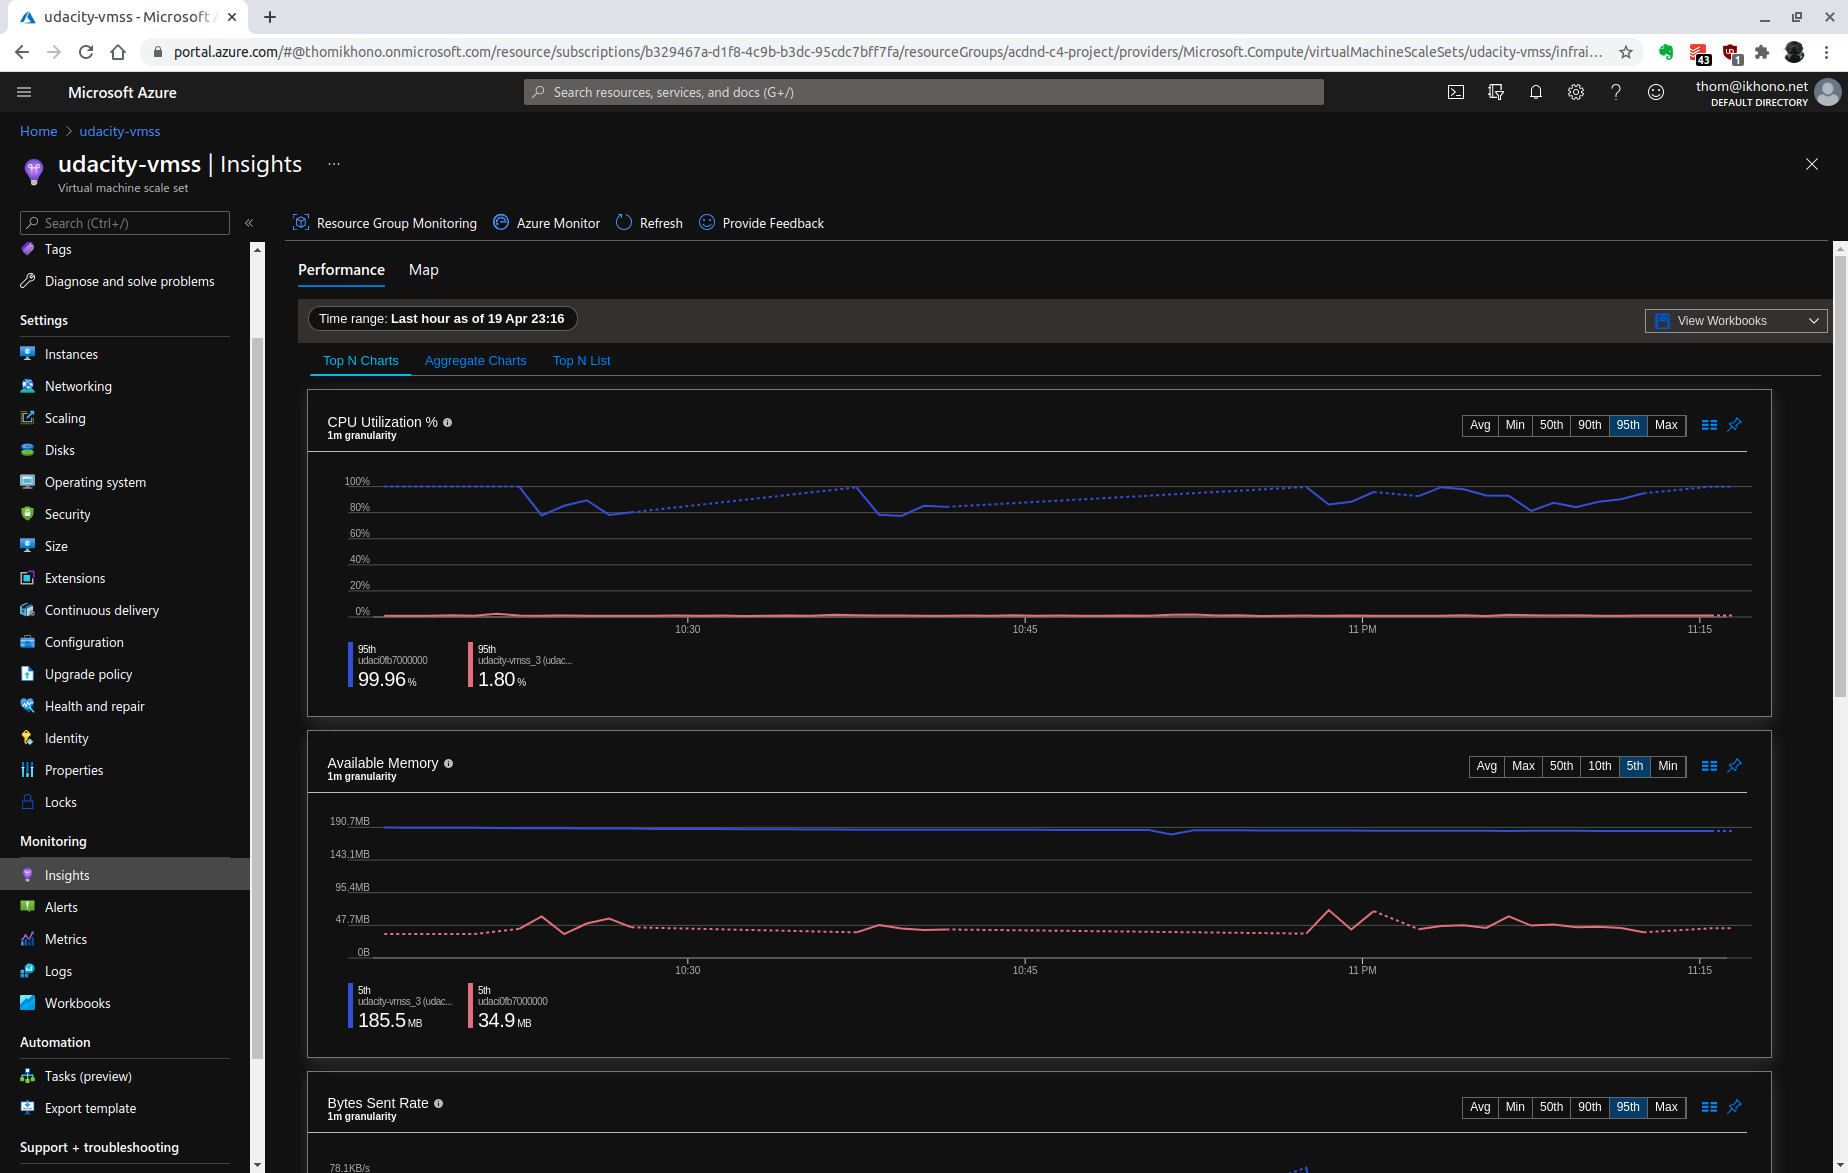 udacity-vmss - Microsoft A
portal.azure.com/#@thomikhono.onmicrosoft.com/resource/subscriptions/b329467a-d1f8-4c9b-b3dc-95cdc7bff7fa/resourceGroups/acdnd-c4-project/providers/Microsoft.Compute/virtualMachineScaleSets/udacity-vmss/infrai...
43
1
Microsoft Azure
Search resources, services, and docs (G+/)
thom@ikhono.net
DEFAULT DIRECTORY
Home > udacity-vmss
udacity-vmss | Insights ...
Virtual machine scale set
Search (Ctrl+/)
«
Tags
Diagnose and solve problems
Settings
Instances
Networking
Scaling
Disks
Operating system
Security
Size
Extensions
Continuous delivery
Configuration
Upgrade policy
Health and repair
Identity
Properties
Locks
Monitoring
Insights
Alerts
Metrics
Logs
Workbooks
Automation
Tasks (preview)
Export template
Support + troubleshooting
Resource Group Monitoring Azure Monitor Refresh Provide Feedback
Performance Map
Time range: Last hour as of 19 Apr 23:16
View Workbooks
Top N Charts Aggregate Charts Top N List
CPU Utilization %
1m granularity
Avg Min 50th 90th 95th Max
100%
80%
60%
40%
20%
0%
10:30 10:45 11 PM 11:15
95th
udaci0fb7000000
99.96 %
95th
udacity-vmss_3 (udac...
1.80 %
Available Memory
1m granularity
Avg Max 50th 10th 5th Min
190.7MB
143.1MB
95.4MB
47.7MB
0B
10:30 10:45 11 PM 11:15
5th
udacity-vmss_3 (udac...
185.5 MB
5th
udaci0fb7000000
34.9 MB
Bytes Sent Rate
1m granularity
Avg Min 50th 90th 95th Max
78.1KB/s